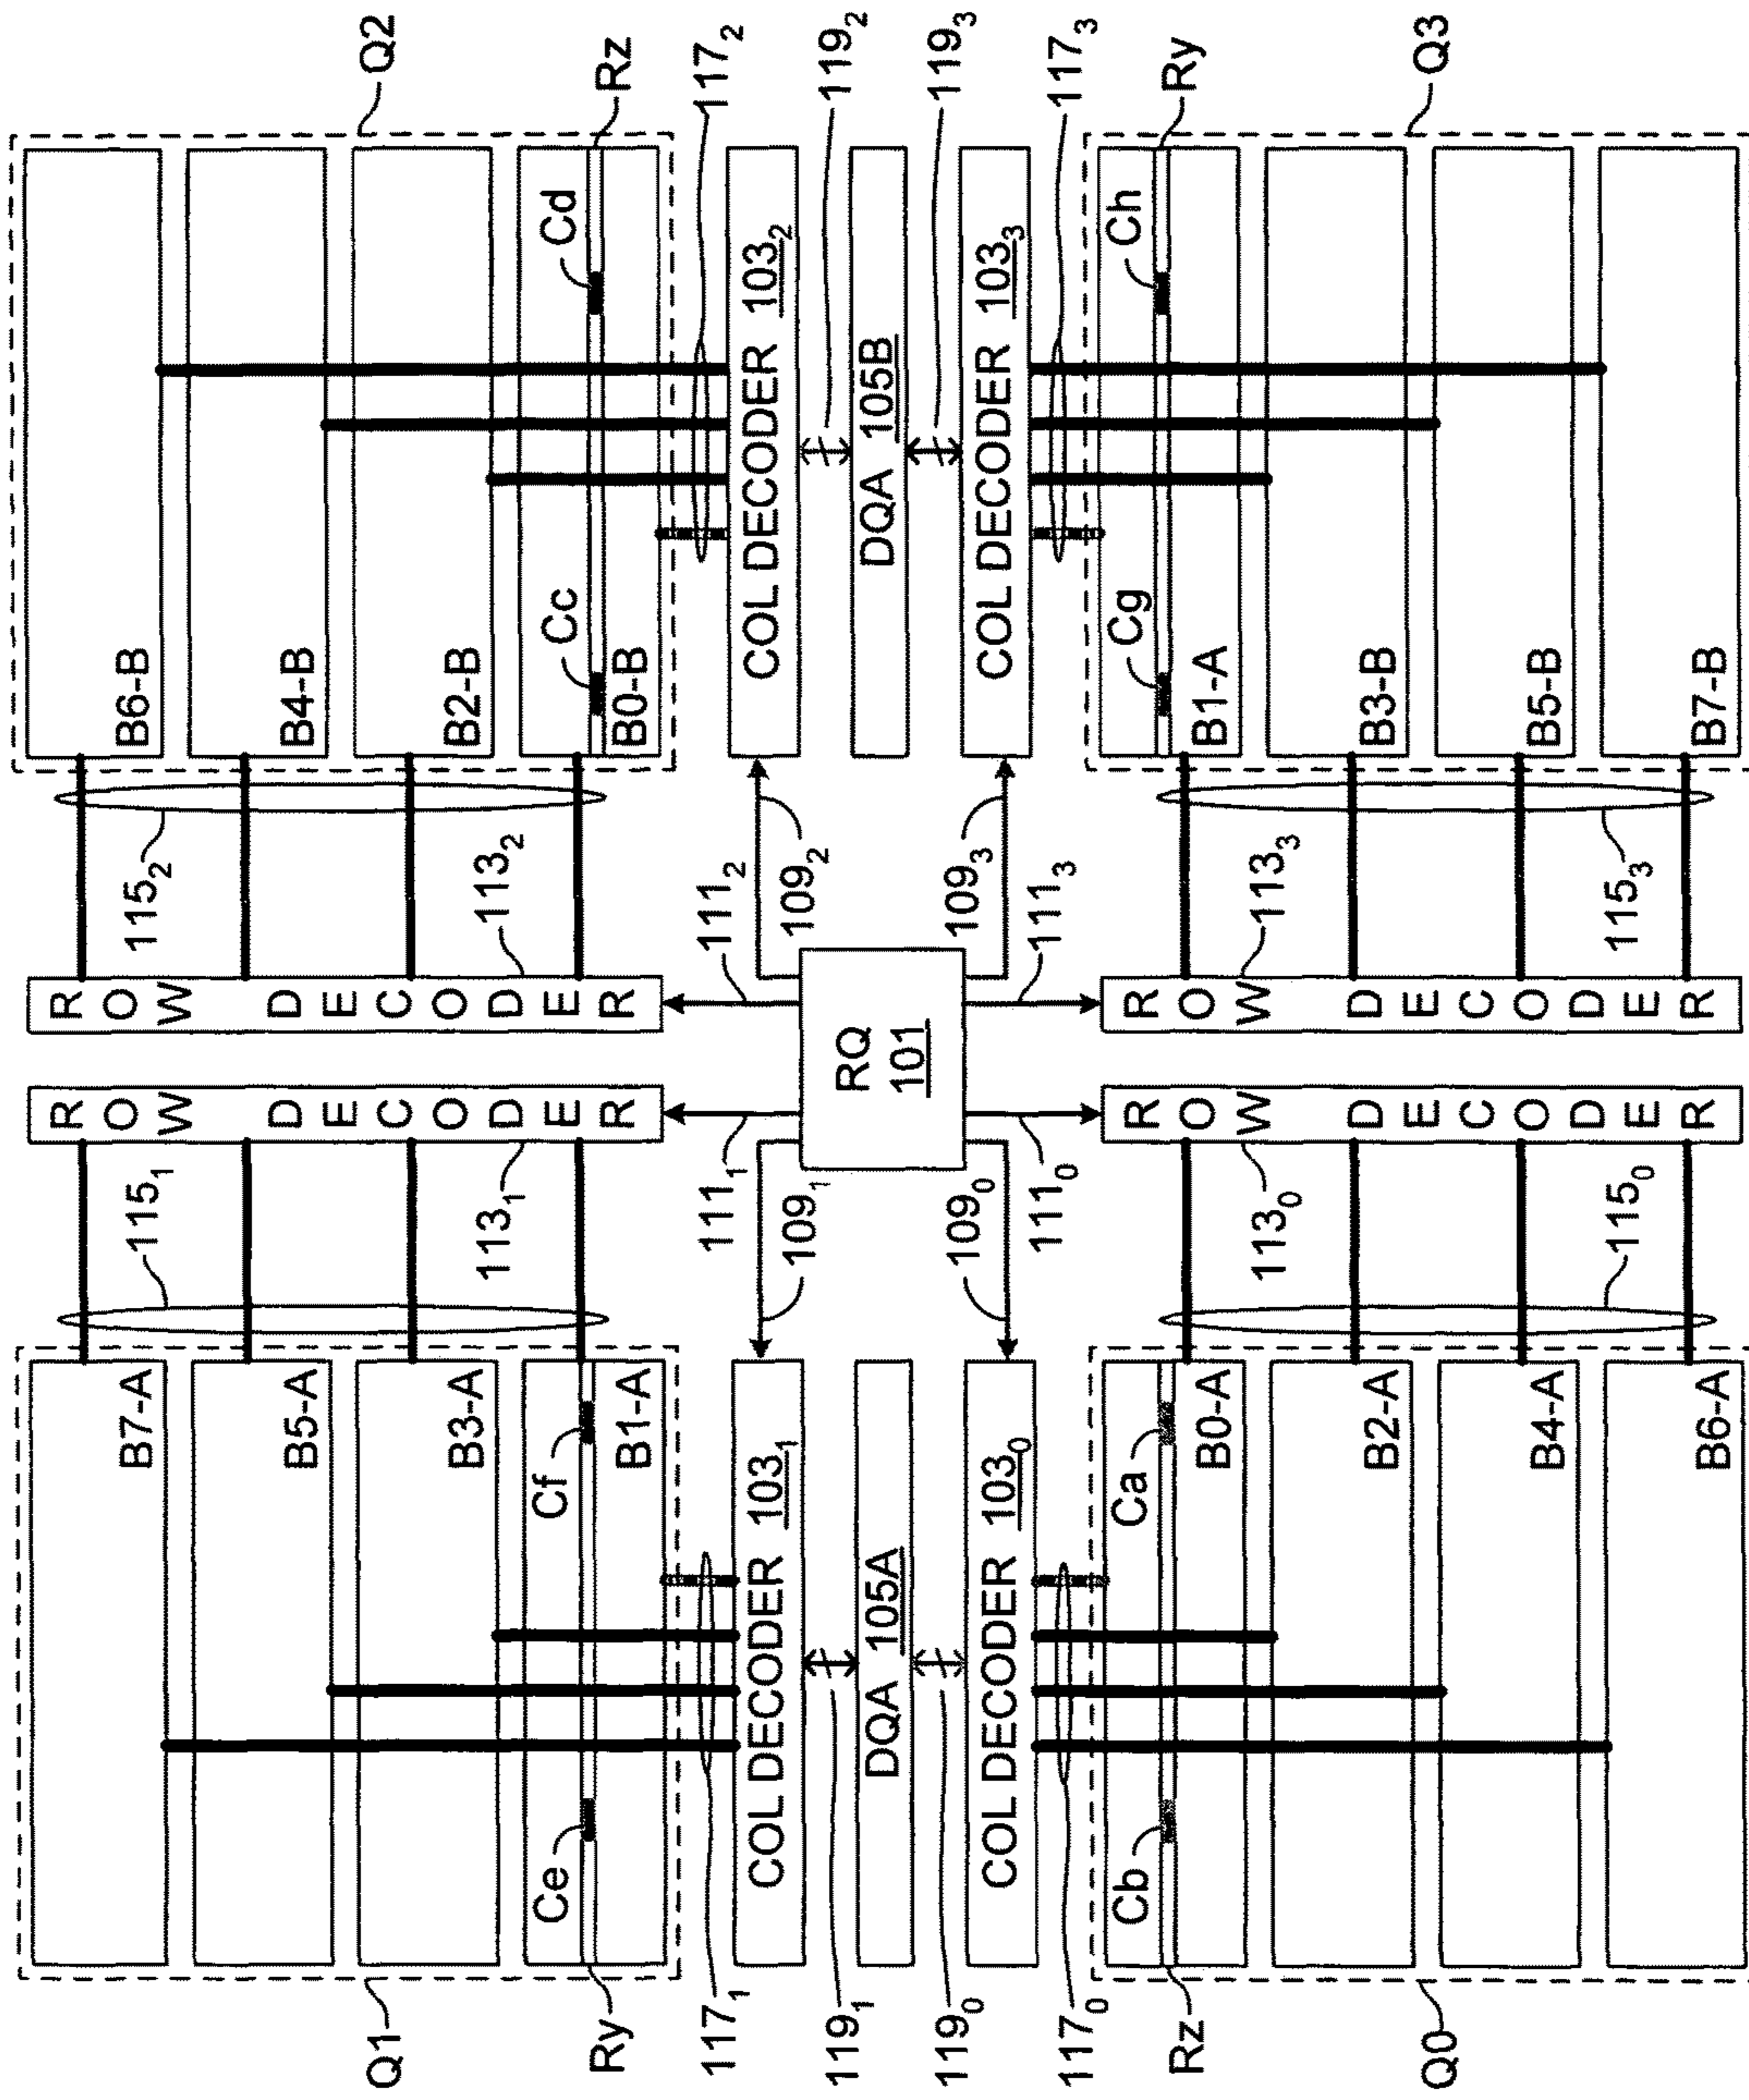 Q1
B7-A
B5-A
B3-A
Ce
Cf
B1-A
Ry
117₁
115₁
113₁
R
O
W
D
E
C
O
D
E
R
R
O
W
D
E
C
O
D
E
R
115₂
113₂
Q2
B6-B
B4-B
B2-B
Cc
Cd
B0-B
Rz
117₂
111₁
111₂
109₁
109₂
COL DECODER 103₁
COL DECODER 103₂
119₁
119₂
DQA 105A
RQ
101
DQA 105B
119₀
119₃
COL DECODER 103₀
COL DECODER 103₃
109₀
109₃
111₀
111₃
117₀
117₃
Rz
Cb
Ca
B0-A
B2-A
B4-A
B6-A
Q0
113₀
115₀
R
O
W
D
E
C
O
D
E
R
R
O
W
D
E
C
O
D
E
R
113₃
115₃
Cg
Ch
Ry
B1-A
B3-B
B5-B
B7-B
Q3